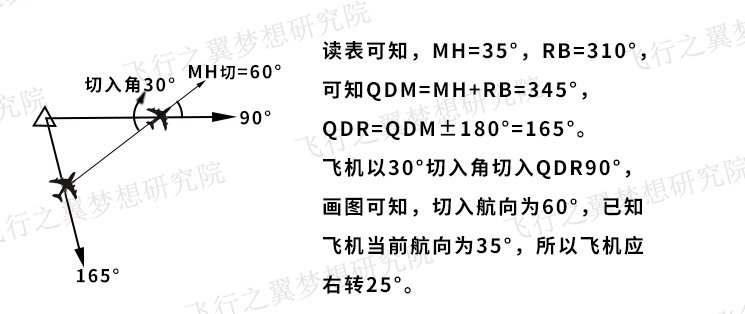 切入角30°
MH切=60°
90°
165°
读表可知，MH=35°，RB=310°，
可知QDM=MH+RB=345°，
QDR=QDM±180°=165°。
飞机以30°切入角切入QDR90°，
画图可知，切入航向为60°，已知
飞机当前航向为35°，所以飞机应
右转25°。
飞行之翼梦想研究院
飞行之翼梦想研究院
飞行之翼梦想研究院
飞行之翼梦想研究院
飞行之翼梦想研究院